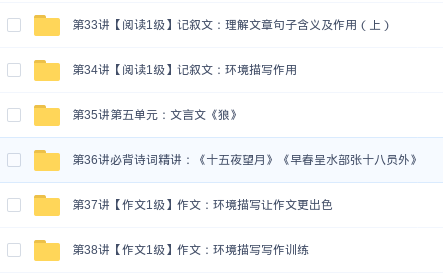 第33讲【阅读1级】记叙文：理解文章句子含义及作用（上）
第34讲【阅读1级】记叙文：环境描写作用
第35讲第五单元：文言文《狼》
第36讲必背诗词精讲：《十五夜望月》《早春呈水部张十八员外》
第37讲【作文1级】作文：环境描写让作文更出色
第38讲【作文1级】作文：环境描写写作训练